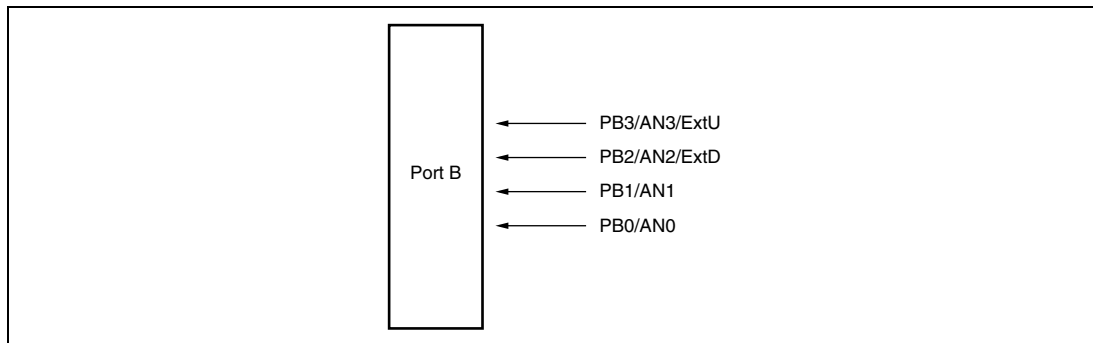 PB3/AN3/ExtU
PB2/AN2/ExtD
Port B
PB1/AN1
PB0/AN0